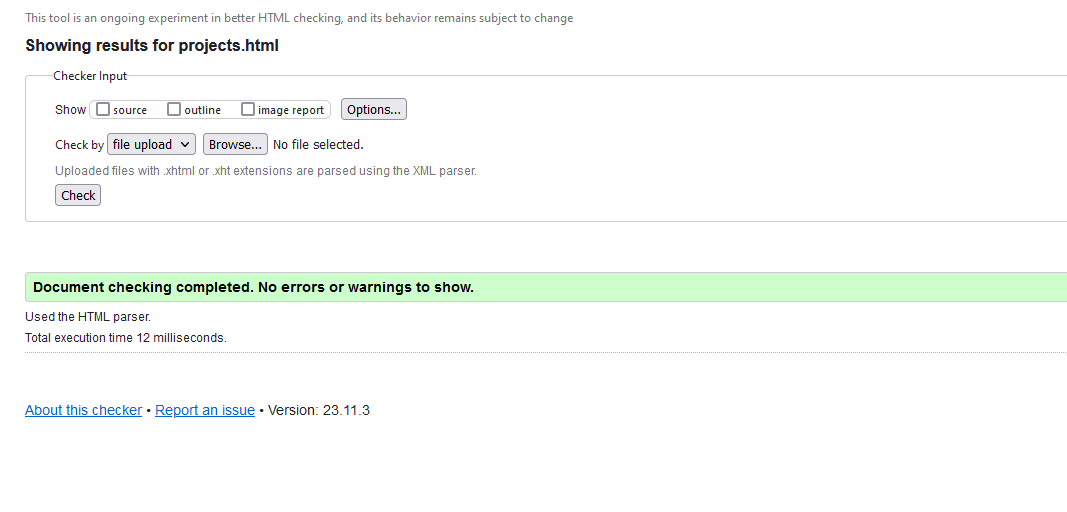 This tool is an ongoing experiment in better HTML checking, and its behavior remains subject to change
Showing results for projects.html
Checker Input
Show source outline image report Options...
Check by file upload Browse... No file selected.
Uploaded files with .xhtml or .xht extensions are parsed using the XML parser.
Check
Document checking completed. No errors or warnings to show.
Used the HTML parser.
Total execution time 12 milliseconds.
About this checker • Report an issue • Version: 23.11.3